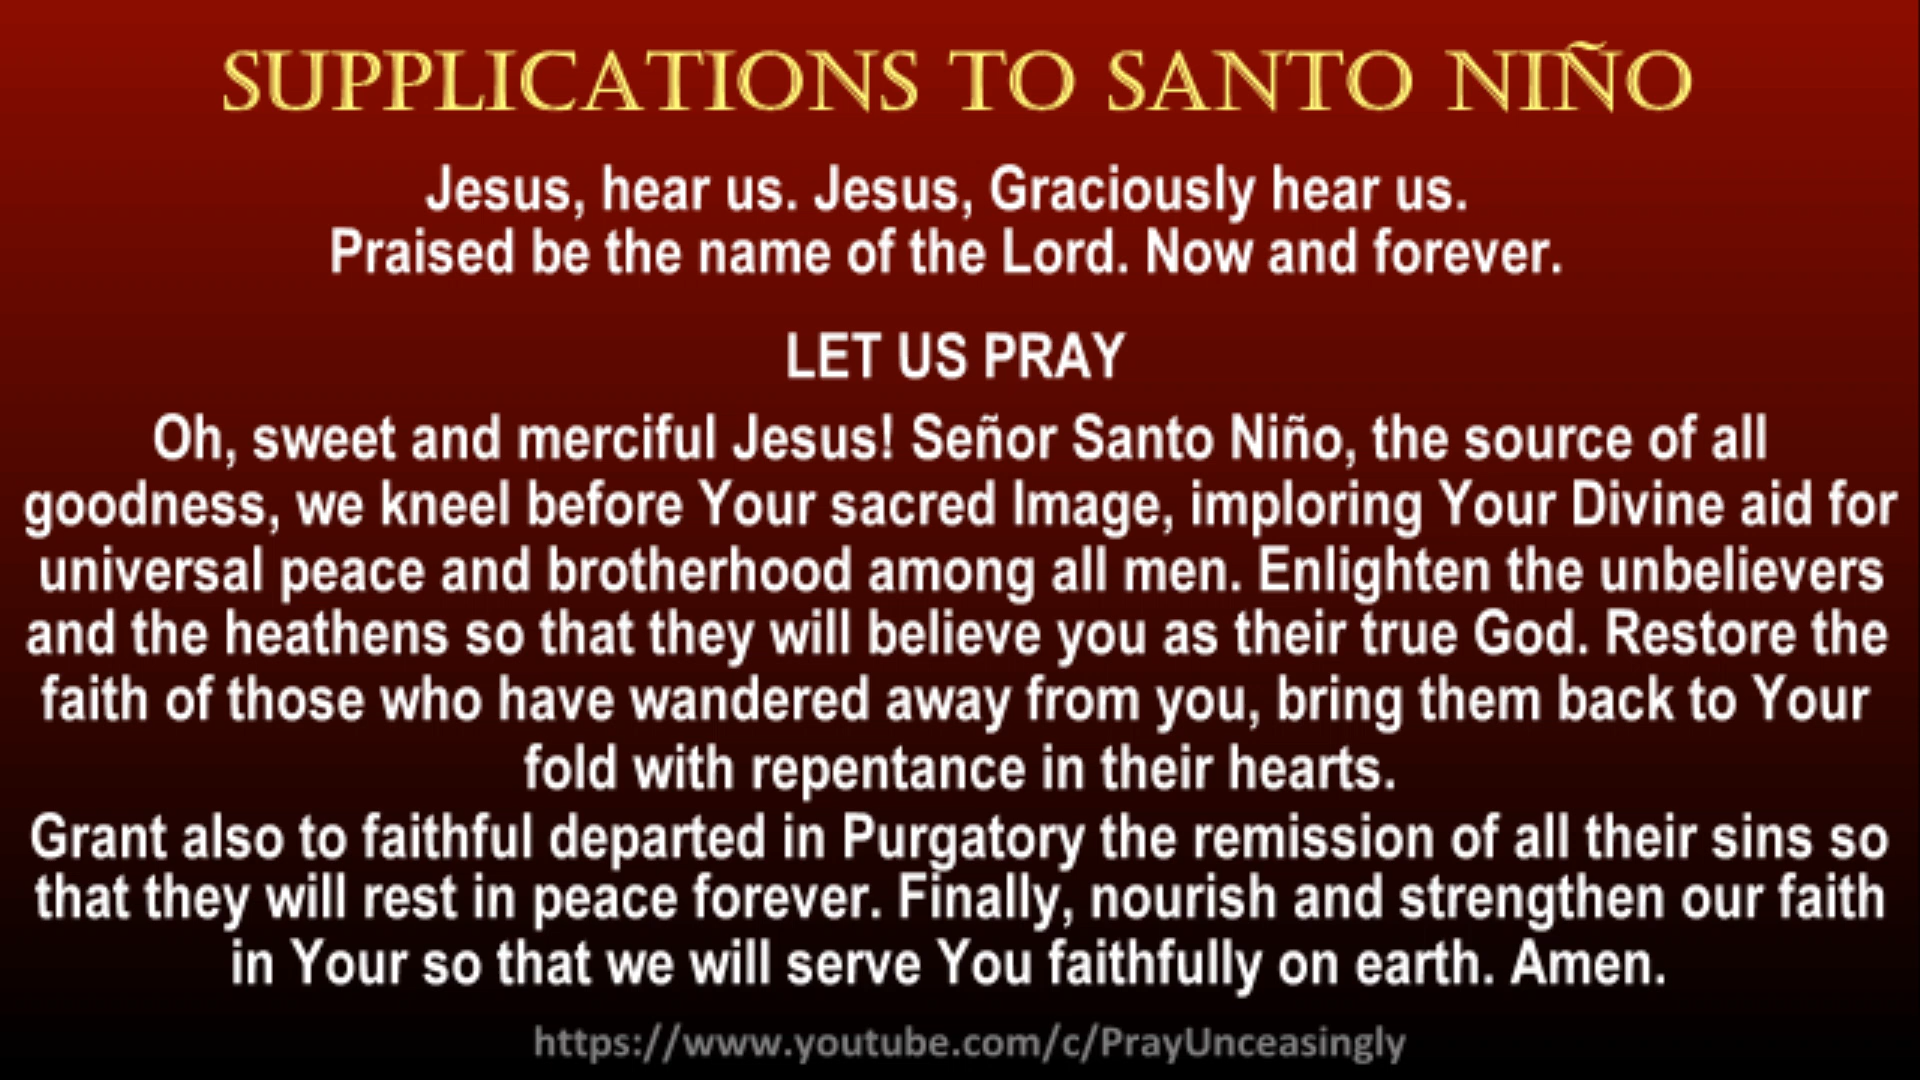 SUPPLICATIONS TO SANTO NIÑO
Jesus, hear us. Jesus, Graciously hear us.
Praised be the name of the Lord. Now and forever.
LET US PRAY
Oh, sweet and merciful Jesus! Señor Santo Niño, the source of all
goodness, we kneel before Your sacred Image, imploring Your Divine aid for
universal peace and brotherhood among all men. Enlighten the unbelievers
and the heathens so that they will believe you as their true God. Restore the
faith of those who have wandered away from you, bring them back to Your
fold with repentance in their hearts.
Grant also to faithful departed in Purgatory the remission of all their sins so
that they will rest in peace forever. Finally, nourish and strengthen our faith
in Your so that we will serve You faithfully on earth. Amen.
https://www.youtube.com/c/PrayUnceasingly